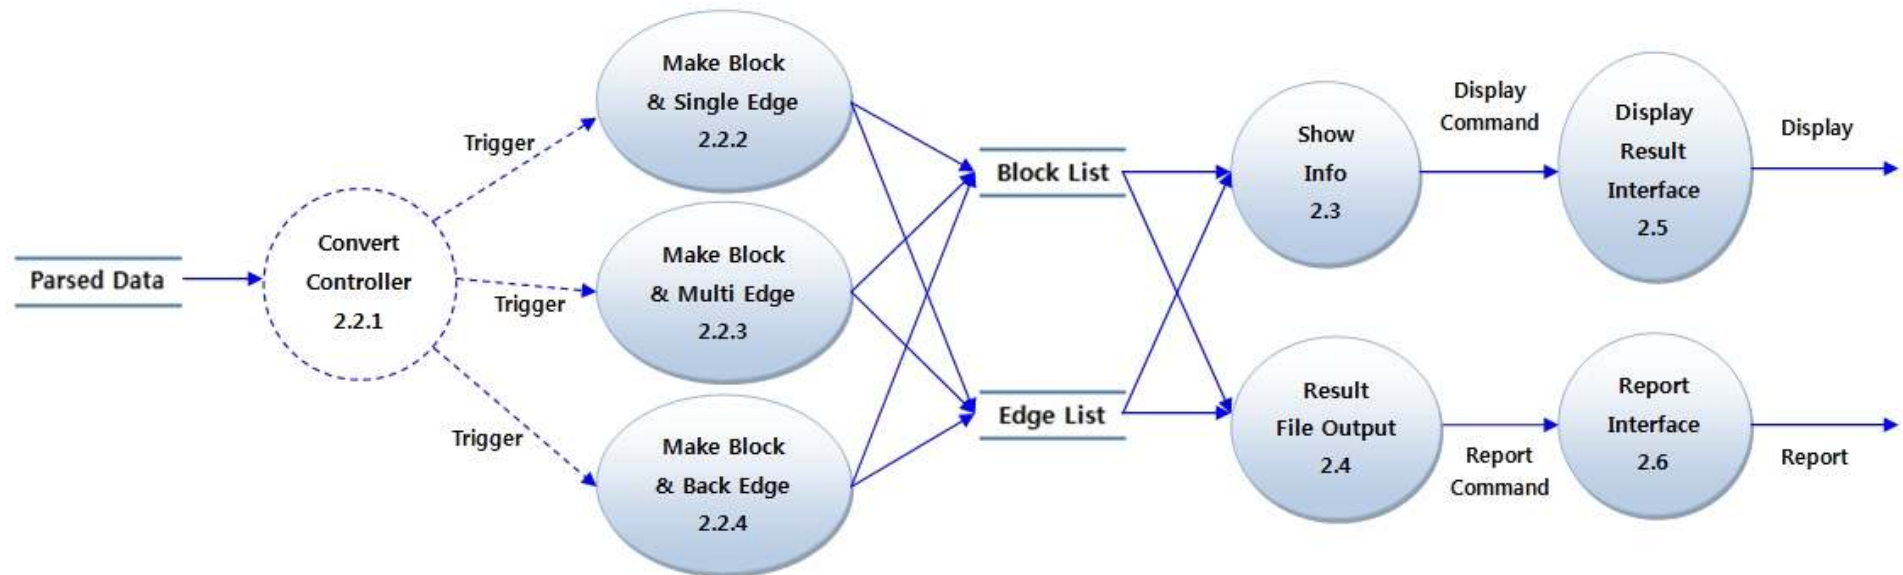 Parsed Data
Convert
Controller
2.2.1
Trigger
Trigger
Trigger
Make Block
& Single Edge
2.2.2
Make Block
& Multi Edge
2.2.3
Make Block
& Back Edge
2.2.4
Block List
Edge List
Show
Info
2.3
Result
File Output
2.4
Display
Command
Report
Command
Display
Result
Interface
2.5
Report
Interface
2.6
Display
Report